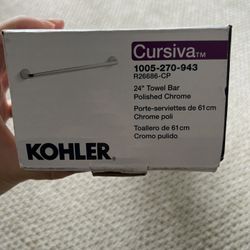 Cursiva™
1005-270-943
R26686-CP
24" Towel Bar
Polished Chrome
Porte-serviettes de 61cm
Chrome poli
Toallero de 61cm
Cromo pulido.
KOHLER®